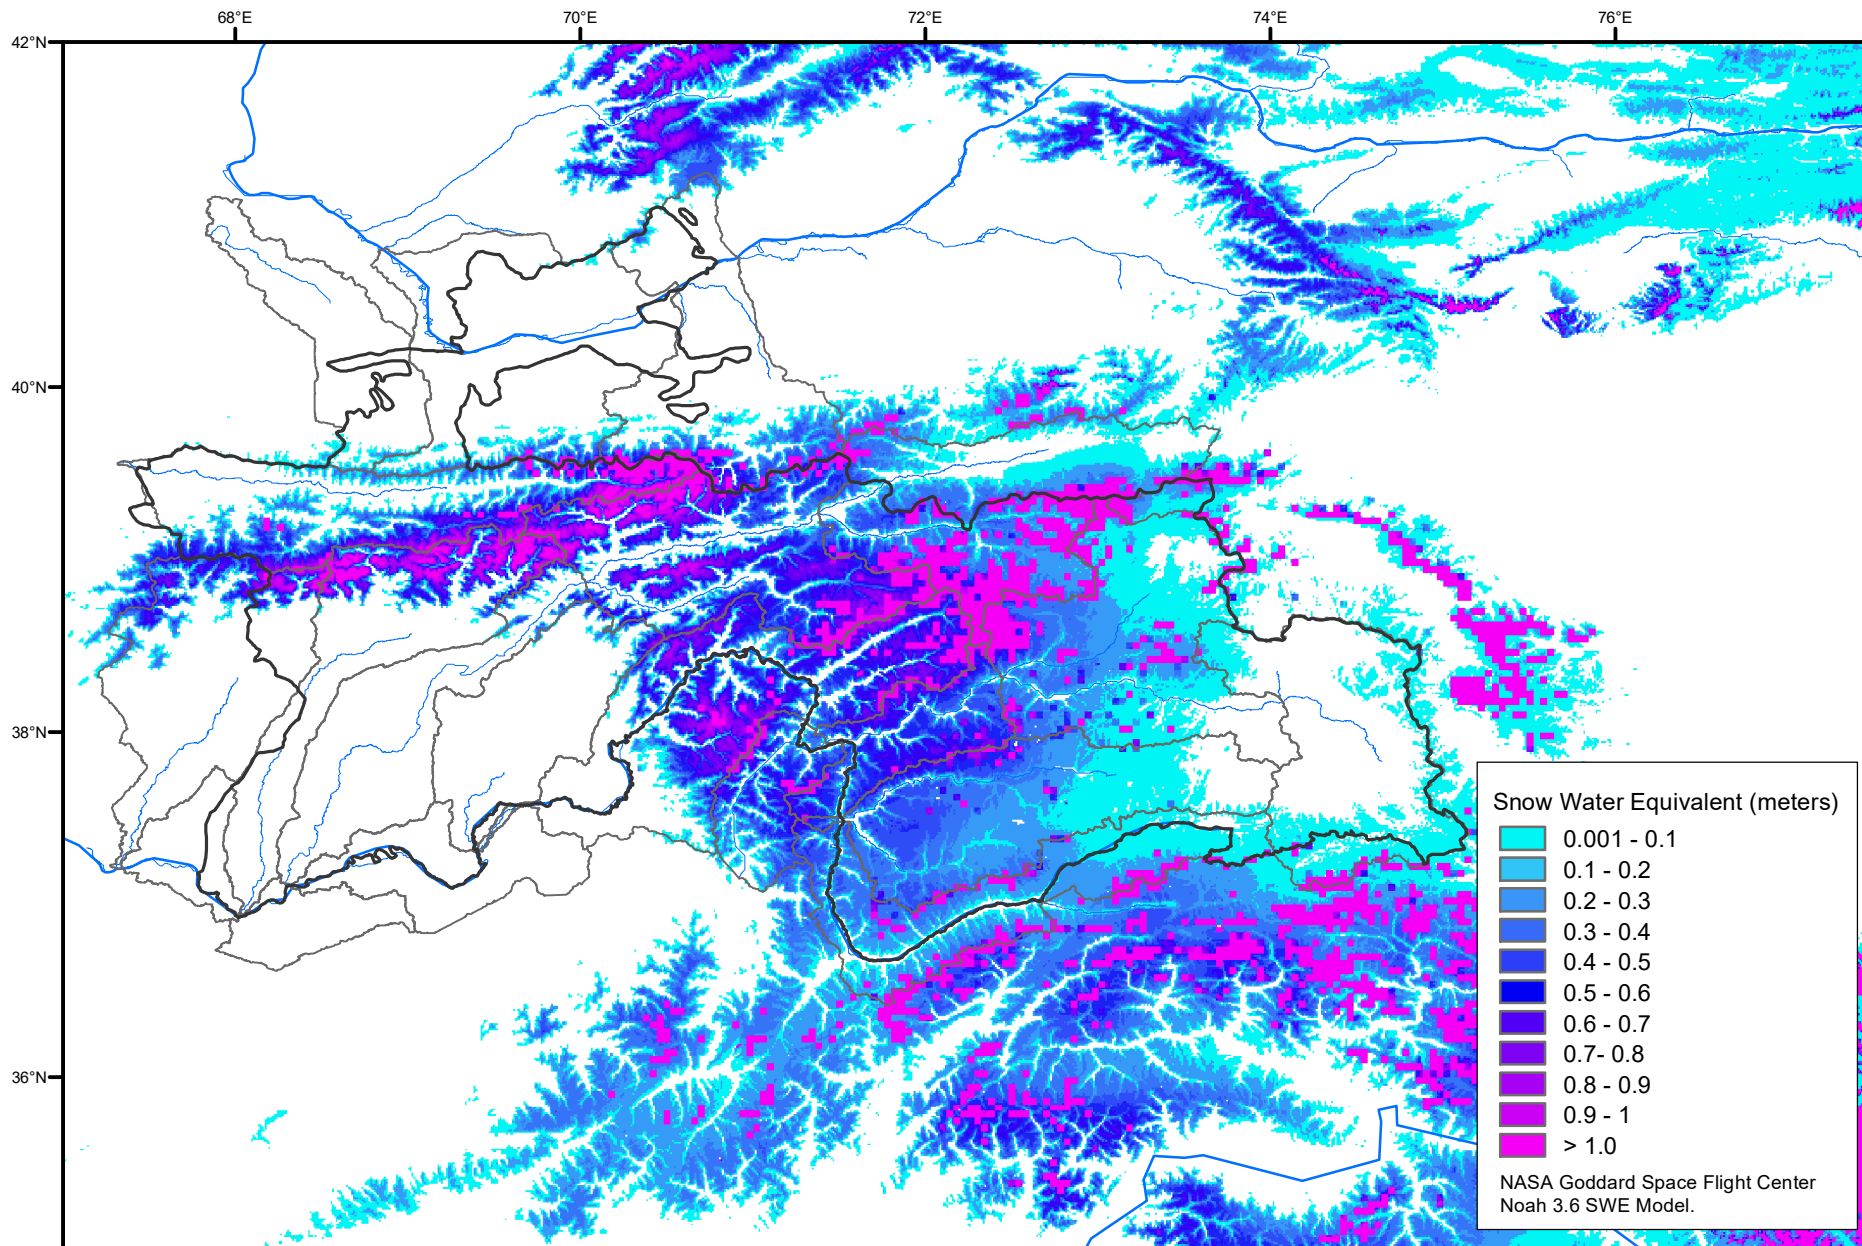 68°E
70°E
72°E
74°E
76°E
42°N
40°N
38°N
36°N
Snow Water Equivalent (meters)
0.001 - 0.1
0.1 - 0.2
0.2 - 0.3
0.3 - 0.4
0.4 - 0.5
0.5 - 0.6
0.6 - 0.7
0.7- 0.8
0.8 - 0.9
0.9 - 1
> 1.0
NASA Goddard Space Flight Center
Noah 3.6 SWE Model.